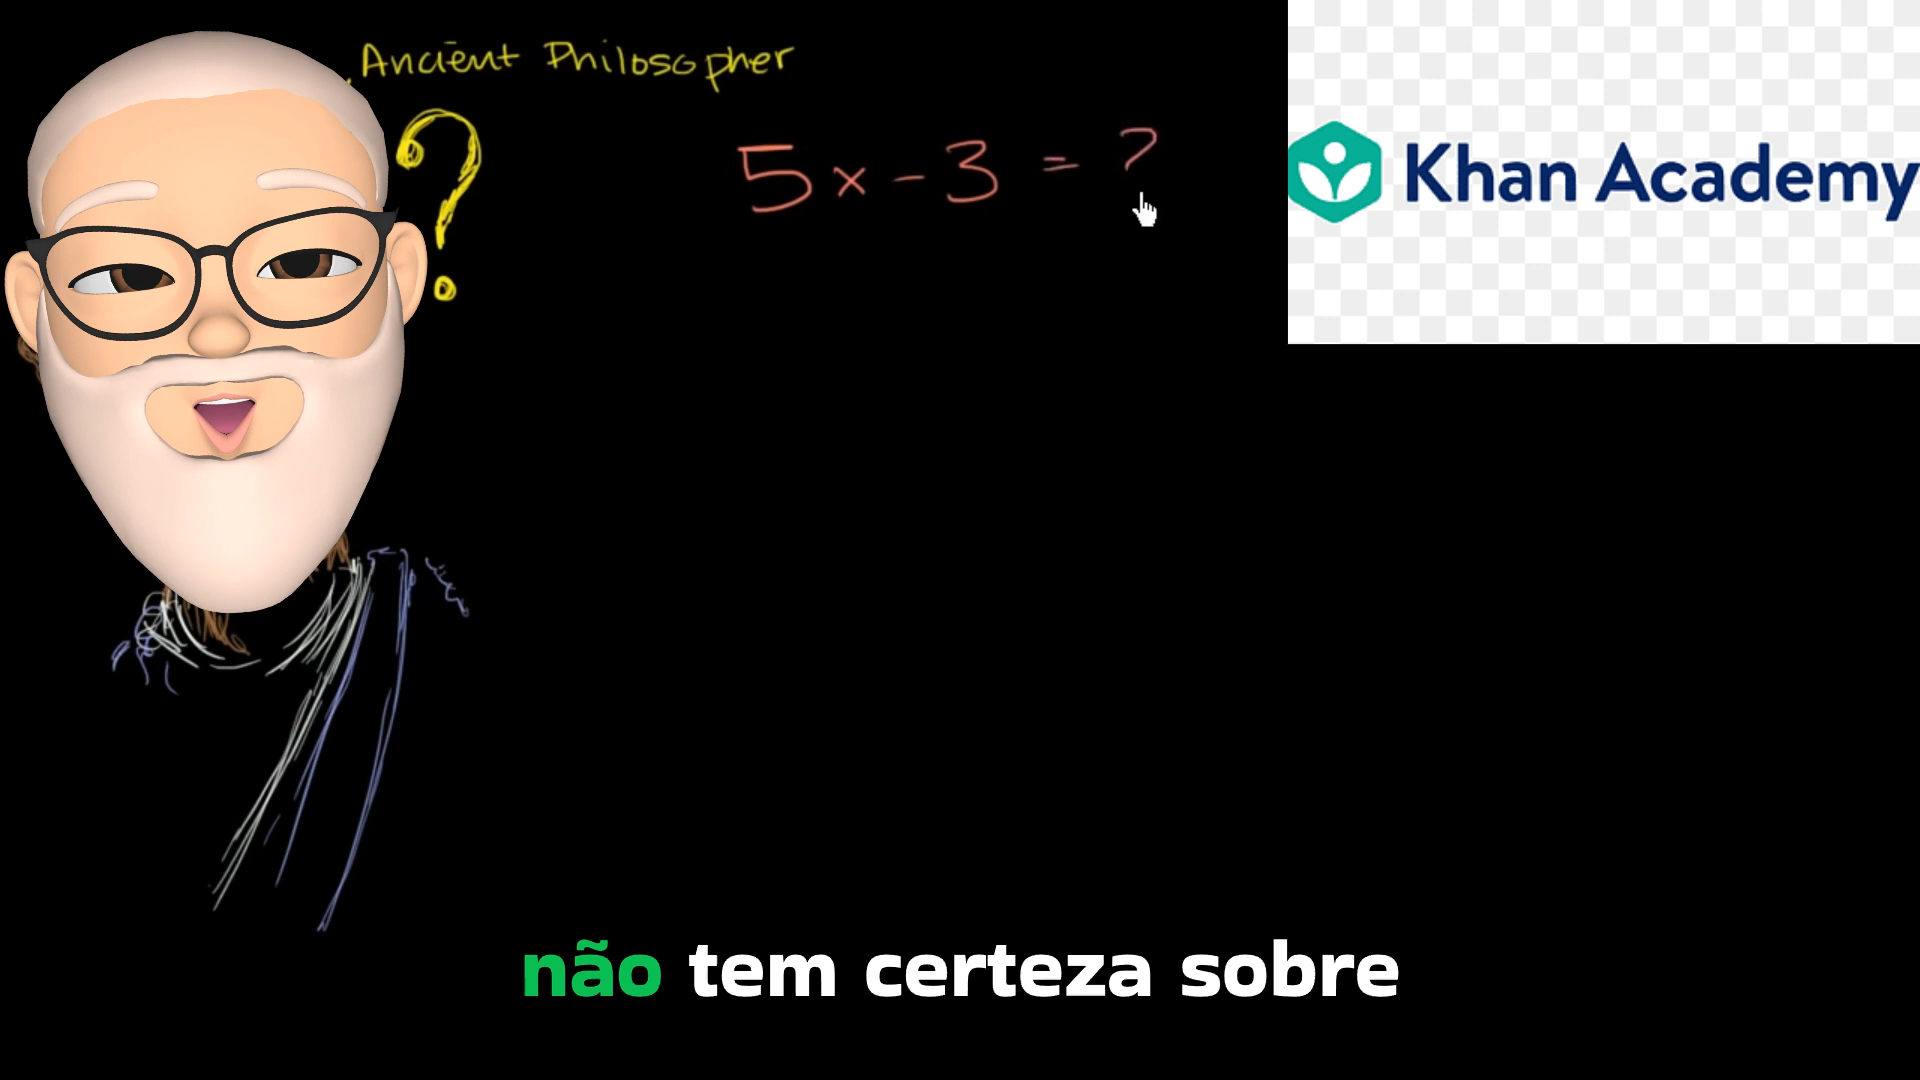 Ancient Philosopher
?
5 x - 3 = ?
Khan Academy
não tem certeza sobre